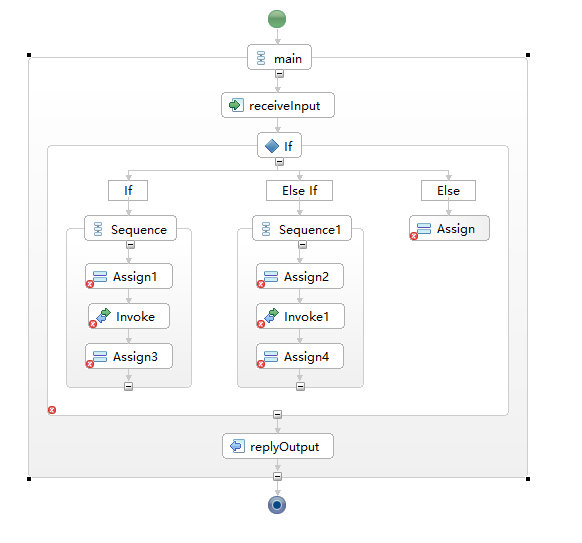 main
receiveInput
If
If
Else If
Else
Sequence
Sequence1
Assign
Assign1
Assign2
Invoke
Invoke1
Assign3
Assign4
replyOutput